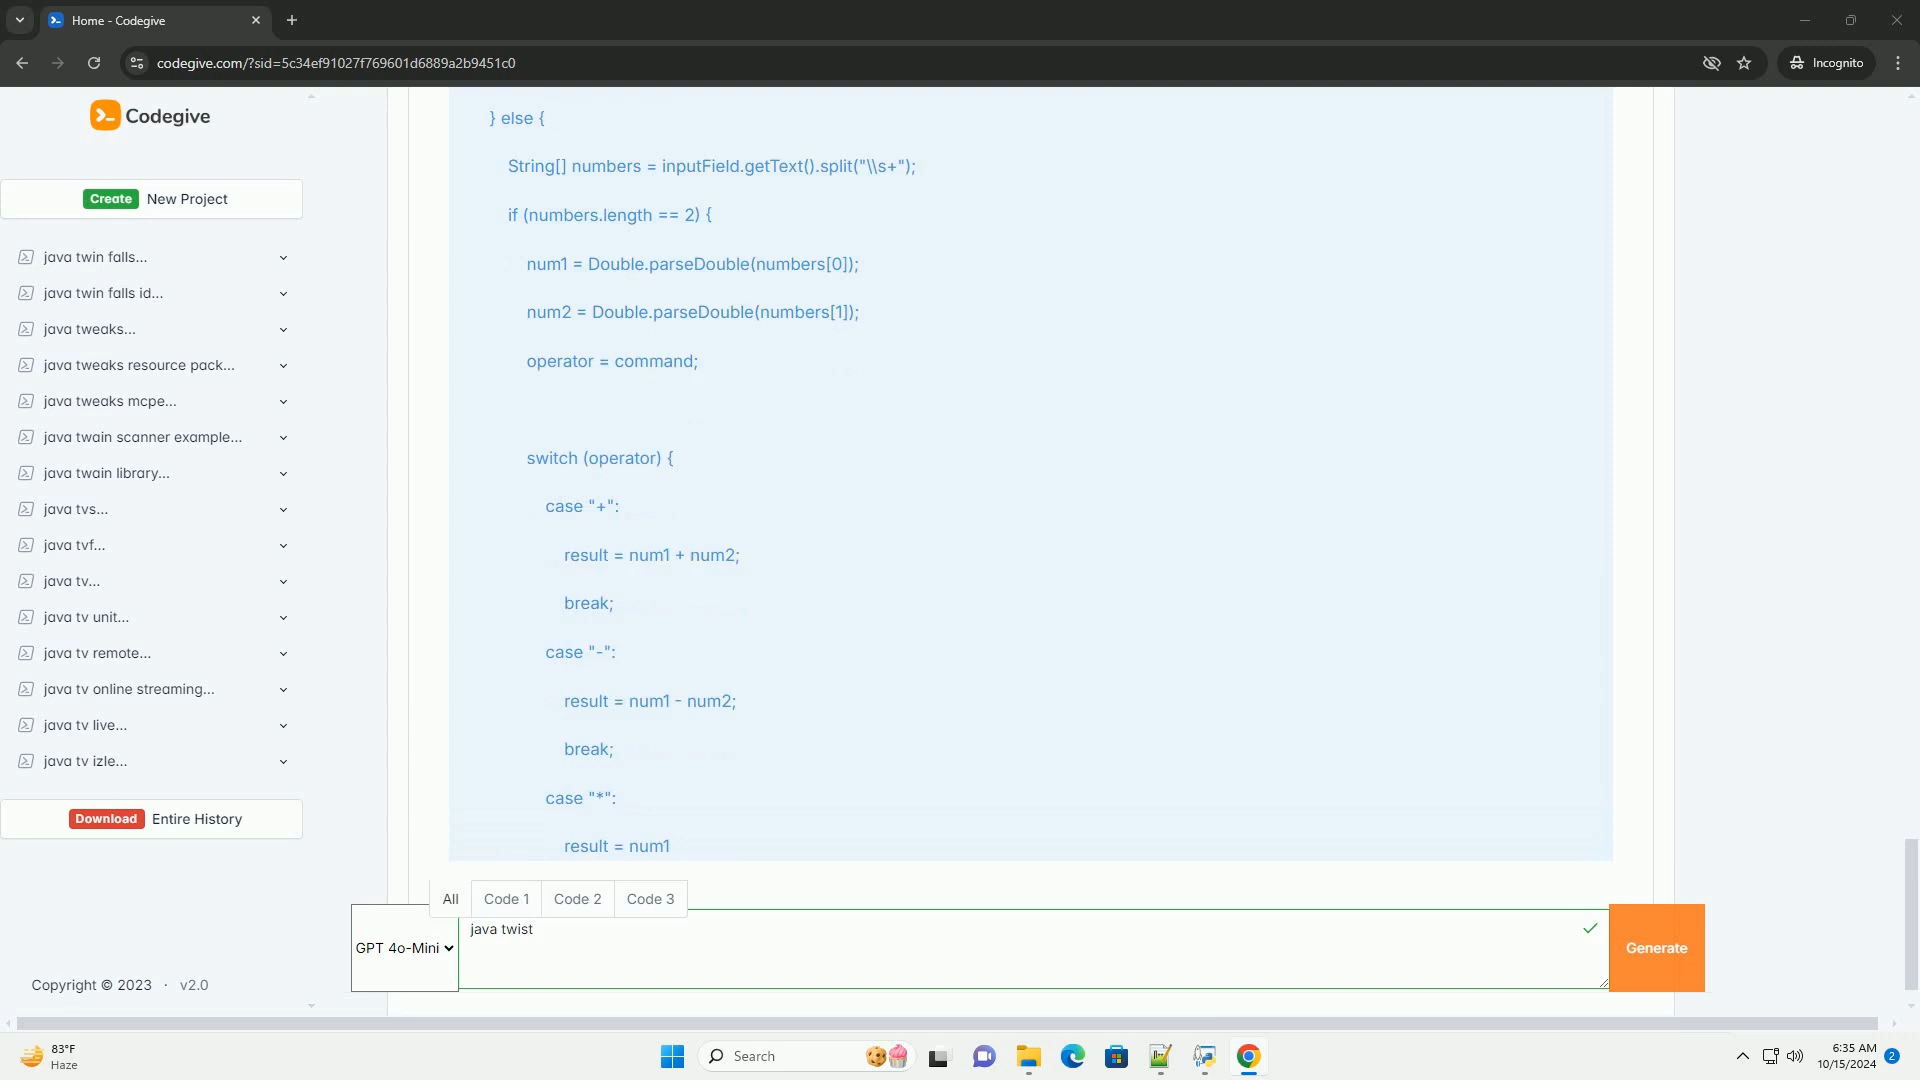 Home - Codegive
codegive.com/?sid=5c34ef91027f769601d6889a2b9451c0
Incognito
Codegive
Create New Project
java twin falls...
java twin falls id...
java tweaks...
java tweaks resource pack...
java tweaks mcpe...
java twain scanner example...
java twain library...
java tvs...
java tvf...
java tv...
java tv unit...
java tv remote...
java tv online streaming...
java tv live...
java tv izle...
Download Entire History
Copyright © 2023 · v2.0
} else {
String[] numbers = inputField.getText().split("\\s+");
if (numbers.length == 2) {
num1 = Double.parseDouble(numbers[0]);
num2 = Double.parseDouble(numbers[1]);
operator = command;
switch (operator) {
case "+":
result = num1 + num2;
break;
case "-":
result = num1 - num2;
break;
case "*":
result = num1
All Code 1 Code 2 Code 3
GPT 4o-Mini
java twist
Generate
83°F
Haze
Search
6:35 AM
10/15/2024
2